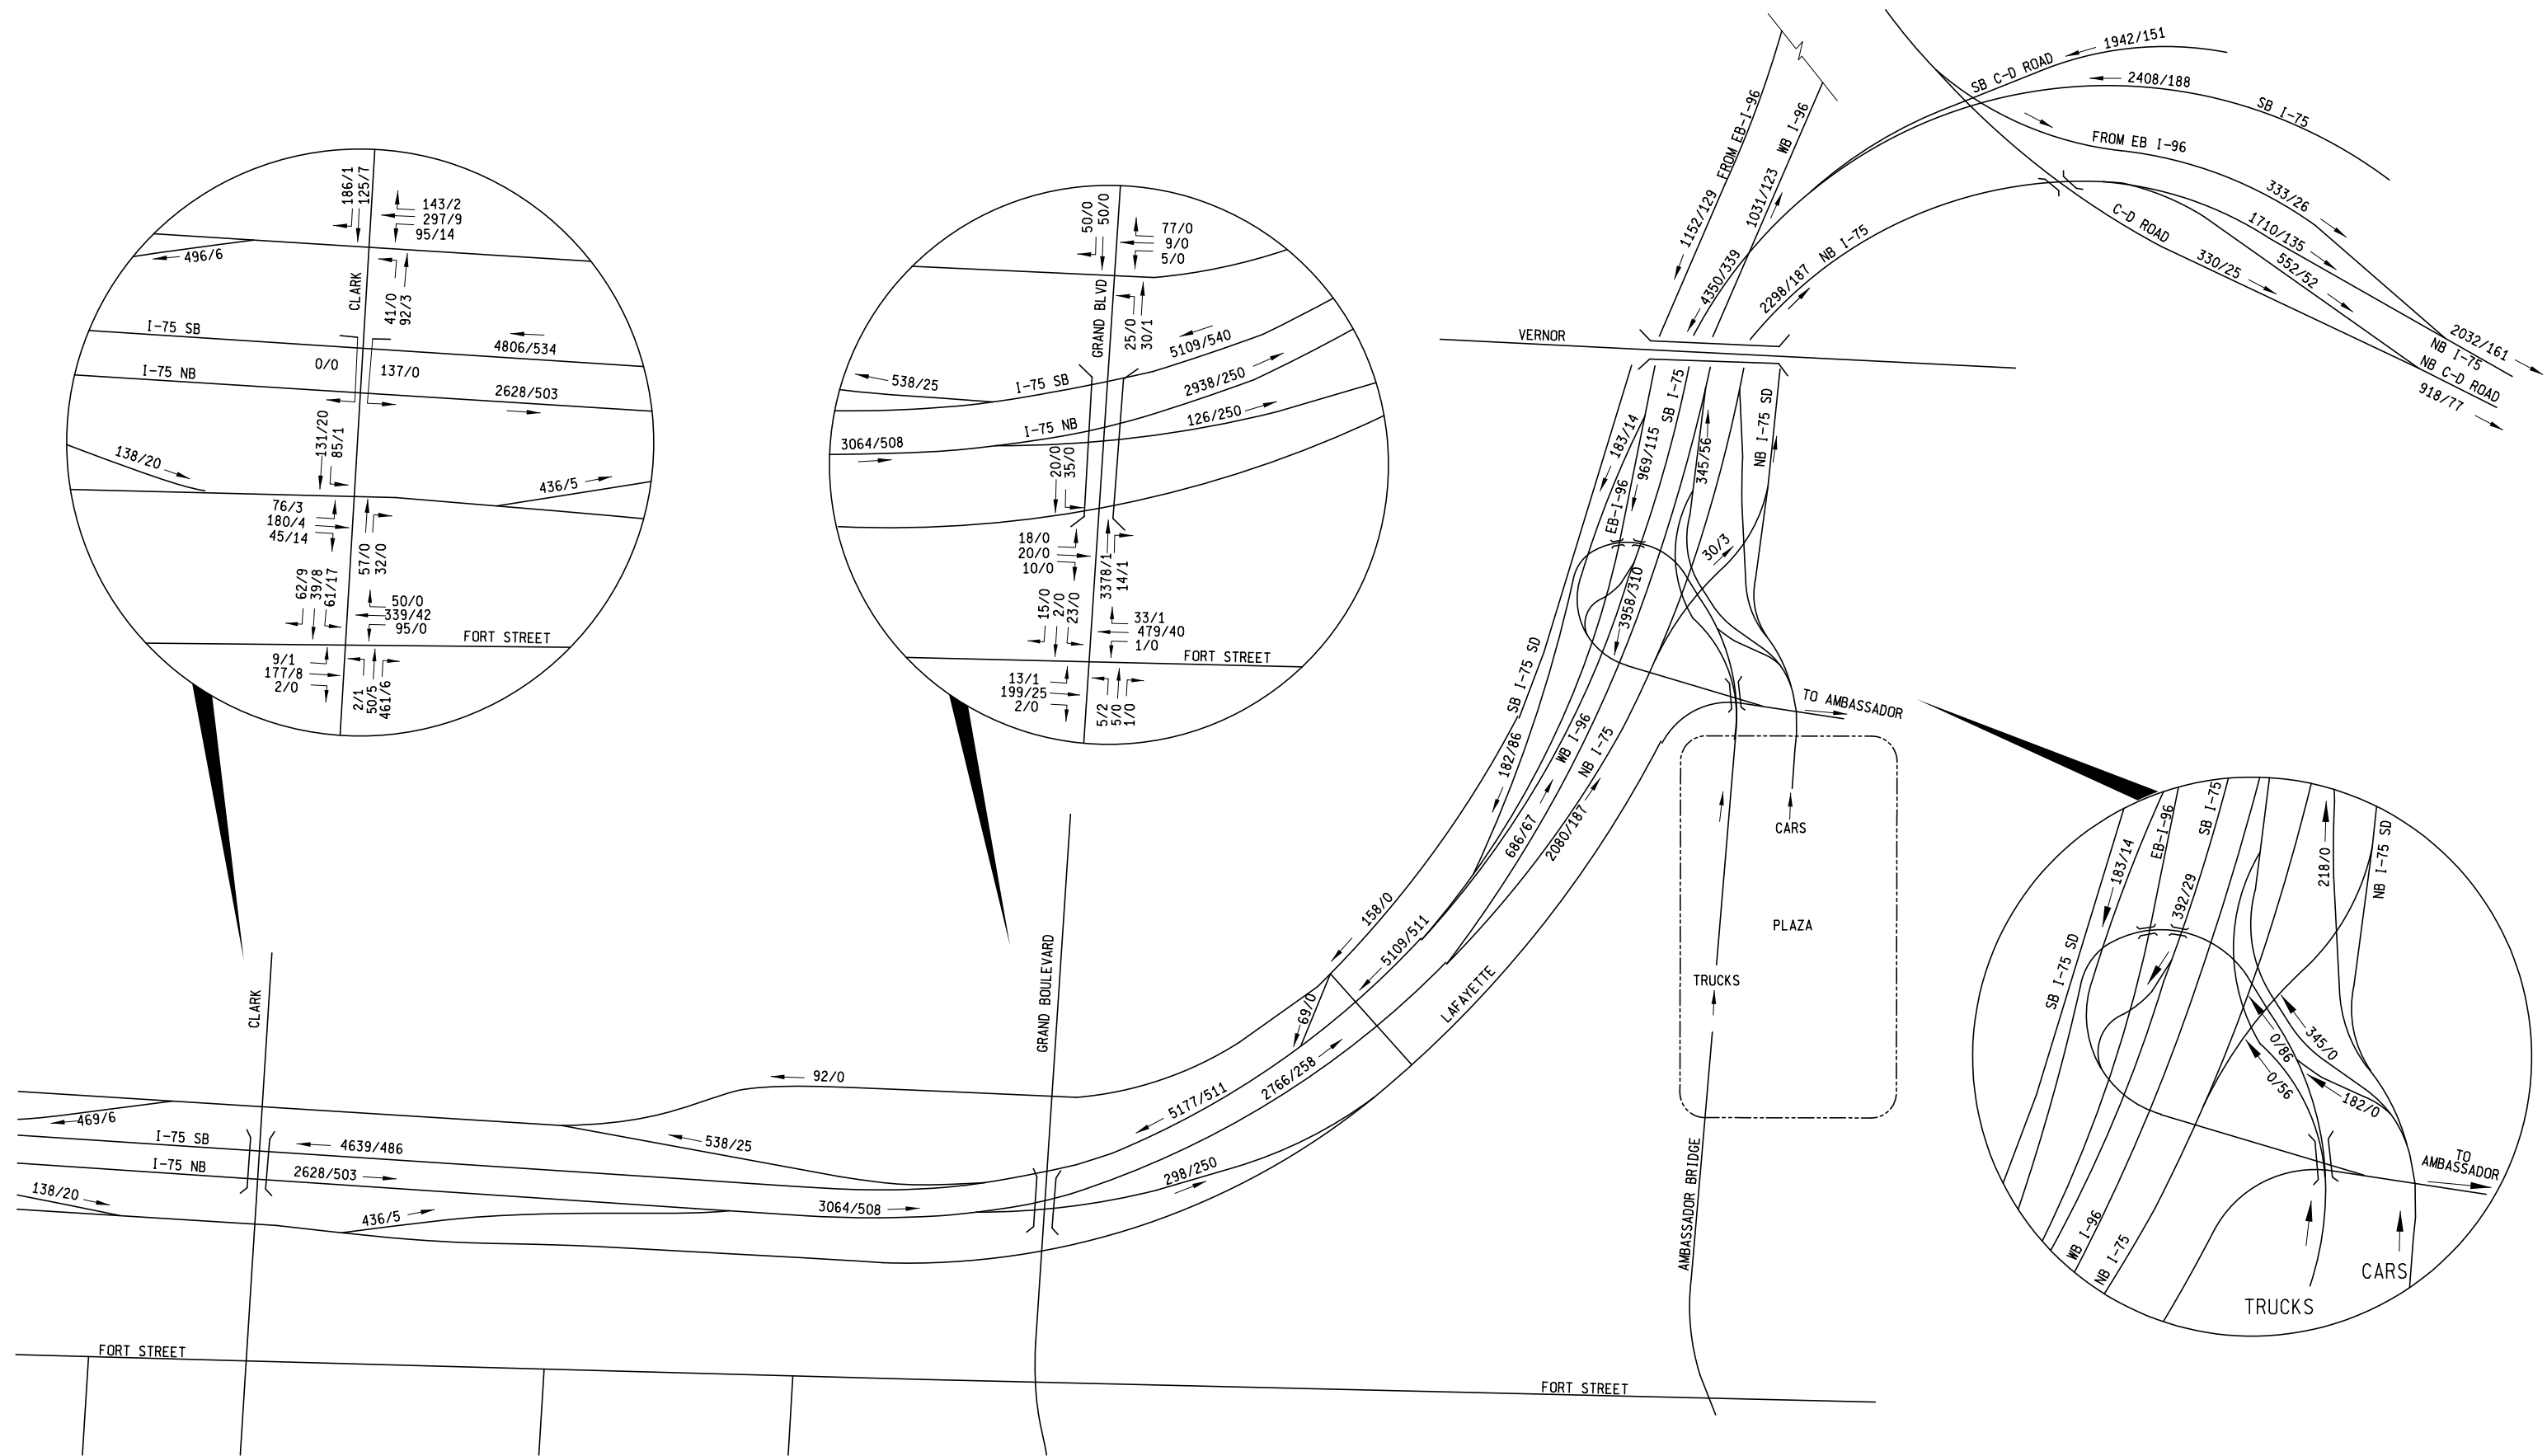 186/1
125/7
143/2
297/9
95/14
496/6
CLARK
41/0
92/3
I-75 SB
4806/534
0/0
137/0
I-75 NB
2628/503
131/20
85/1
138/20
436/5
76/3
180/4
45/14
57/0
32/0
62/9
39/8
61/17
50/0
339/42
95/0
FORT STREET
9/1
177/8
2/0
2/1
50/5
461/6
50/0
50/0
77/0
9/0
5/0
GRAND BLVD
25/0
30/1
5109/540
538/25
I-75 SB
2938/250
126/250
I-75 NB
3064/508
20/0
35/0
18/0
20/0
10/0
3378/1
14/1
15/0
2/0
23/0
33/1
479/40
1/0
FORT STREET
13/1
199/25
2/0
5/2
5/0
1/0
1152/129 FROM EB-I-96
1031/123 WB I-96
4350/339
2298/187 NB I-75
SB C-D ROAD
1942/151
2408/188
SB I-75
FROM EB I-96
333/26
1710/135
C-D ROAD
552/52
330/25
2032/161
NB I-75
NB C-D ROAD
918/77
VERNOR
183/14
969/115
SB I-75
345/56
NB I-75 SD
EB-I-96
30/3
3958/310
SB I-75 SD
182/86
WB I-96
NB I-75
686/67
2080/187
TO AMBASSADOR
CARS
PLAZA
TRUCKS
AMBASSADOR BRIDGE
158/0
5109/511
69/0
LAFAYETTE
CLARK
GRAND BOULEVARD
92/0
469/6
I-75 SB
4639/486
538/25
5177/511
2766/258
I-75 NB
2628/503
298/250
138/20
436/5
3064/508
FORT STREET
FORT STREET
183/14
EB-I-96
SB I-75
392/29
218/0
NB I-75 SD
SB I-75 SD
345/0
0/86
0/56
182/0
WB I-96
NB I-75
TO
AMBASSADOR
CARS
TRUCKS